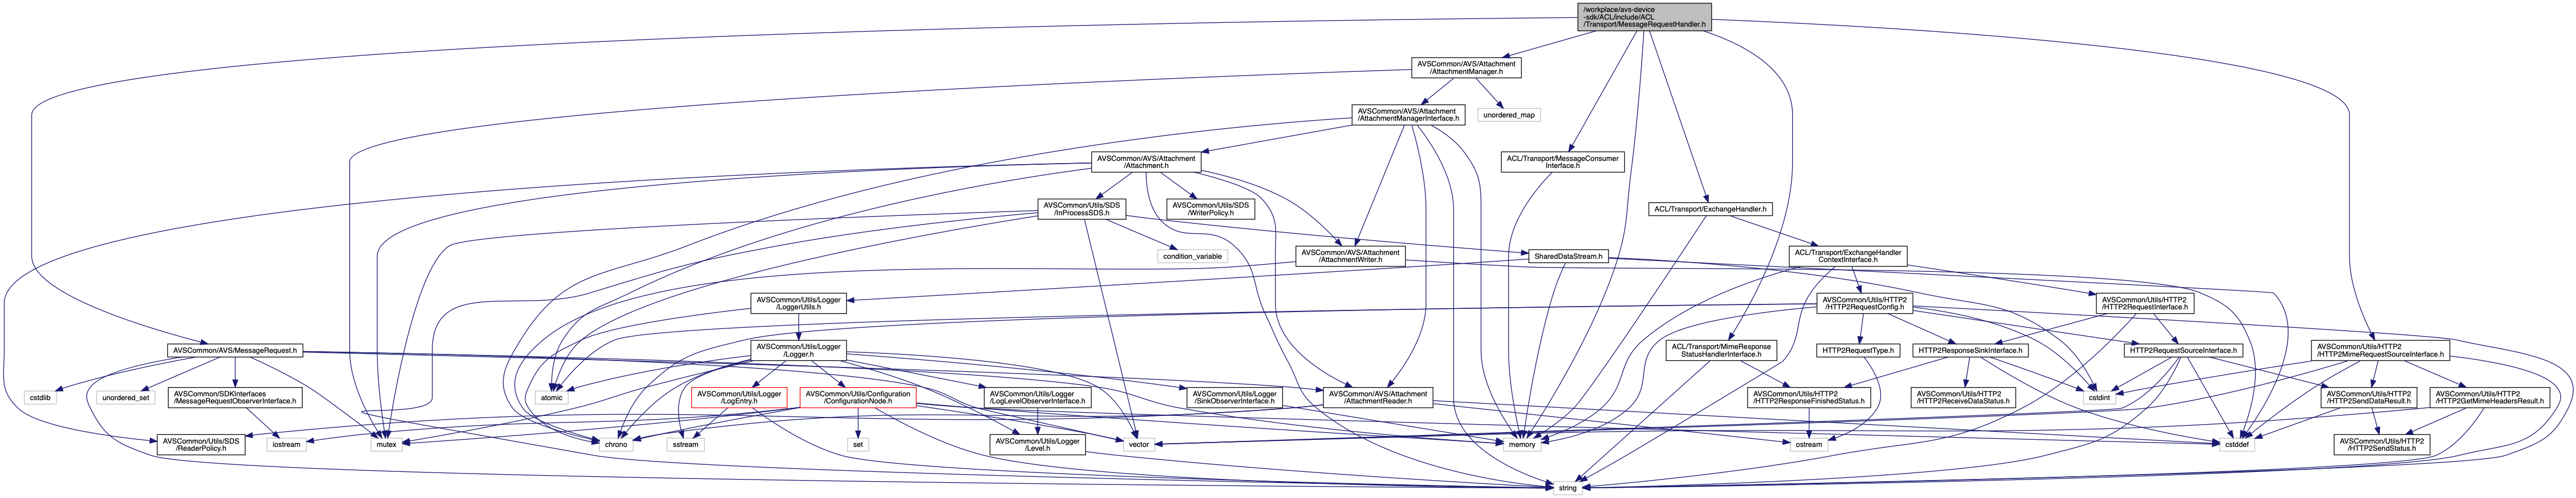 /workplace/avs-device
-sdk/ACL/include/ACL
/Transport/MessageRequestHandler.h
AVSCommon/AVS/Attachment
/AttachmentManager.h
AVSCommon/AVS/Attachment
/AttachmentManagerInterface.h
unordered_map
AVSCommon/AVS/Attachment
/Attachment.h
ACL/Transport/MessageConsumer
Interface.h
AVSCommon/Utils/SDS
/InProcessSDS.h
AVSCommon/Utils/SDS
/WriterPolicy.h
ACL/Transport/ExchangeHandler.h
condition_variable
AVSCommon/AVS/Attachment
/AttachmentWriter.h
SharedDataStream.h
ACL/Transport/ExchangeHandler
ContextInterface.h
AVSCommon/Utils/Logger
/LoggerUtils.h
AVSCommon/Utils/HTTP2
/HTTP2RequestConfig.h
AVSCommon/Utils/HTTP2
/HTTP2RequestInterface.h
AVSCommon/AVS/MessageRequest.h
AVSCommon/Utils/Logger
/Logger.h
ACL/Transport/MimeResponse
StatusHandlerInterface.h
HTTP2RequestType.h
HTTP2ResponseSinkInterface.h
HTTP2RequestSourceInterface.h
AVSCommon/Utils/HTTP2
/HTTP2MimeRequestSourceInterface.h
cstdlib
unordered_set
AVSCommon/SDKInterfaces
/MessageRequestObserverInterface.h
atomic
AVSCommon/Utils/Logger
/LogEntry.h
AVSCommon/Utils/Configuration
/ConfigurationNode.h
AVSCommon/Utils/Logger
/LogLevelObserverInterface.h
AVSCommon/Utils/Logger
/SinkObserverInterface.h
AVSCommon/AVS/Attachment
/AttachmentReader.h
AVSCommon/Utils/HTTP2
/HTTP2ResponseFinishedStatus.h
AVSCommon/Utils/HTTP2
/HTTP2ReceiveDataStatus.h
cstdint
AVSCommon/Utils/HTTP2
/HTTP2SendDataResult.h
AVSCommon/Utils/HTTP2
/HTTP2GetMimeHeadersResult.h
AVSCommon/Utils/SDS
/ReaderPolicy.h
iostream
mutex
chrono
sstream
set
AVSCommon/Utils/Logger
/Level.h
vector
memory
ostream
cstddef
AVSCommon/Utils/HTTP2
/HTTP2SendStatus.h
string